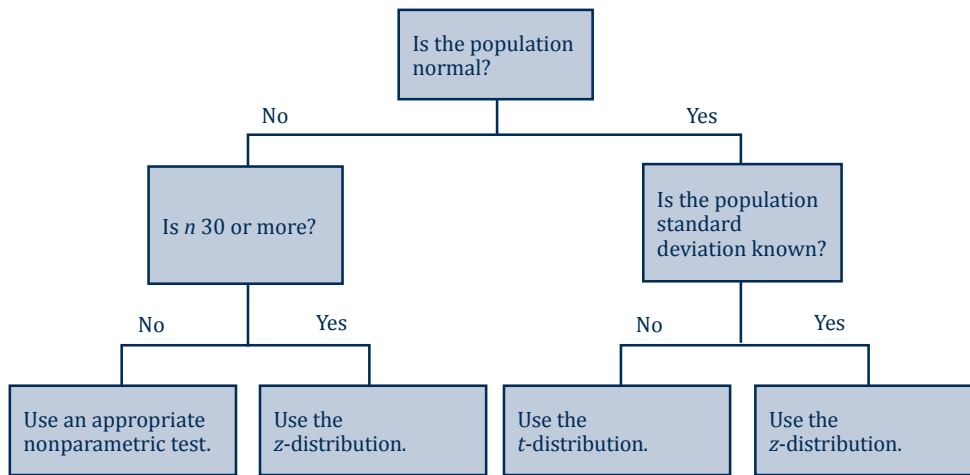 Is the population
normal?
No
Yes
Is n 30 or more?
Is the population
standard
deviation known?
No
Yes
No
Yes
Use an appropriate
nonparametric test.
Use the
z-distribution.
Use the
t-distribution.
Use the
z-distribution.